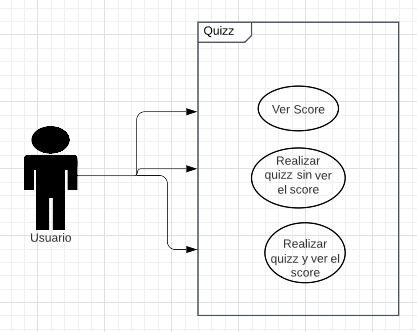 Quizz
Ver Score
Realizar
quizz sin ver
el score
Realizar
quizz y ver el
score
Usuario